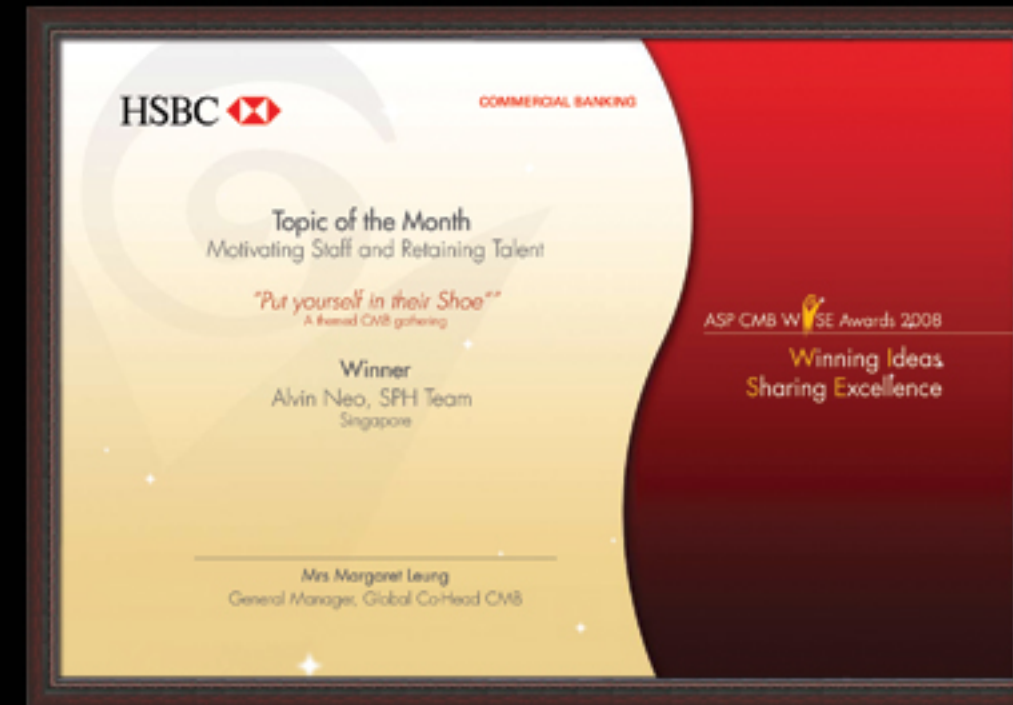 HSBC
COMMERCIAL BANKING
Topic of the Month
Motivating Staff and Retaining Talent
"Put yourself in their Shoe""
A themed CMB gathering
Winner
Alvin Neo, SPH Team
Singapore
Mrs Margaret Leung
General Manager, Global Co-Head CMB
ASP CMB WISE Awards 2008
Winning Ideas
Sharing Excellence